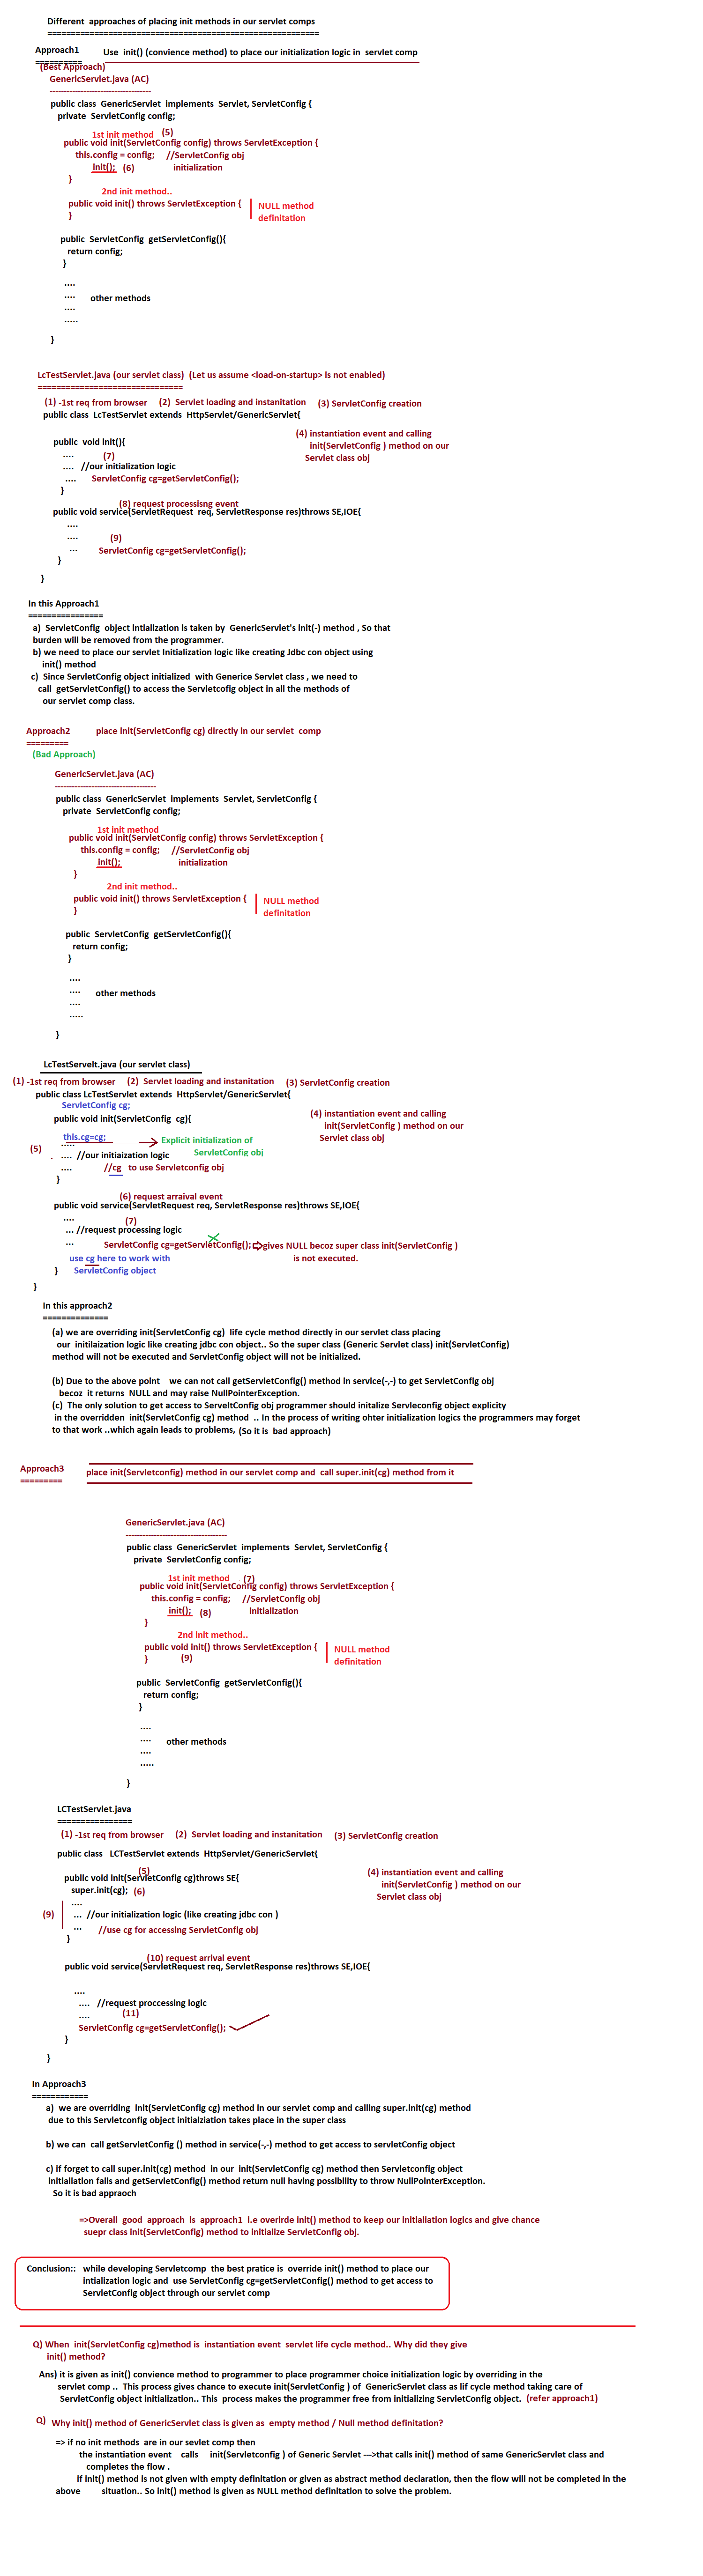 Different approaches of placing init methods in our servlet comps
==========================================================
Approach1 Use init() (convience method) to place our initialization logic in servlet comp
==========
(Best Approach)
GenericServlet.java (AC)
------------------------------------
public class GenericServlet implements Servlet, ServletConfig {
private ServletConfig config;
1st init method (5)
public void init(ServletConfig config) throws ServletException {
this.config = config; //ServletConfig obj
init(); (6) initialization
}
2nd init method..
public void init() throws ServletException { NULL method
} definitation
public ServletConfig getServletConfig(){
return config;
}
....
.... other methods
....
.....
}
LcTestServlet.java (our servlet class) (Let us assume <load-on-startup> is not enabled)
===============================
(1) -1st req from browser (2) Servlet loading and instanitation (3) ServletConfig creation
public class LcTestServlet extends HttpServlet/GenericServlet{
(4) instantiation event and calling
init(ServletConfig ) method on our
Servlet class obj
public void init(){
.... (7)
.... //our initialization logic
.... ServletConfig cg=getServletConfig();
}
(8) request processisng event
public void service(ServletRequest req, ServletResponse res)throws SE,IOE{
....
.... (9)
... ServletConfig cg=getServletConfig();
}
}
In this Approach1
================
a) ServletConfig object intialization is taken by GenericServlet's init(-) method , So that
burden will be removed from the programmer.
b) we need to place our servlet Initialization logic like creating Jdbc con object using
init() method
c) Since ServletConfig object initialized with Generice Servlet class , we need to
call getServletConfig() to access the Servletcofig object in all the methods of
our servlet comp class.
Approach2 place init(ServletConfig cg) directly in our servlet comp
=========
(Bad Approach)
GenericServlet.java (AC)
------------------------------------
public class GenericServlet implements Servlet, ServletConfig {
private ServletConfig config;
1st init method
public void init(ServletConfig config) throws ServletException {
this.config = config; //ServletConfig obj
init(); initialization
}
2nd init method..
public void init() throws ServletException { NULL method
} definitation
public ServletConfig getServletConfig(){
return config;
}
....
.... other methods
....
.....
}
LcTestServelt.java (our servlet class)
(1) -1st req from browser (2) Servlet loading and instanitation (3) ServletConfig creation
public class LcTestServlet extends HttpServlet/GenericServlet{
ServletConfig cg;
(4) instantiation event and calling
init(ServletConfig ) method on our
Servlet class obj
public void init(ServletConfig cg){
this.cg=cg; Explicit initialization of
ServletConfig obj
(5) .....
. .... //our initiaization logic
.... //cg to use Servletconfig obj
}
(6) request arraival event
public void service(ServletRequest req, ServletResponse res)throws SE,IOE{
.... (7)
... //request processing logic
... ServletConfig cg=getServletConfig(); gives NULL becoz super class init(ServletConfig )
is not executed.
use cg here to work with
} ServletConfig object
}
In this approach2
==============
(a) we are overriding init(ServletConfig cg) life cycle method directly in our servlet class placing
our initilaization logic like creating jdbc con object.. So the super class (Generic Servlet class) init(ServletConfig)
method will not be executed and ServletConfig object will not be initialized.
(b) Due to the above point we can not call getServletConfig() method in service(-,-) to get ServletConfig obj
becoz it returns NULL and may raise NullPointerException.
(c) The only solution to get access to ServeltConfig obj programmer should initalize Servleconfig object explicity
in the overridden init(ServletConfig cg) method .. In the process of writing ohter initialization logics the programmers may forget
to that work ..which again leads to problems, (So it is bad approach)
Approach3 place init(Servletconfig) method in our servlet comp and call super.init(cg) method from it
=========
GenericServlet.java (AC)
------------------------------------
public class GenericServlet implements Servlet, ServletConfig {
private ServletConfig config;
1st init method (7)
public void init(ServletConfig config) throws ServletException {
this.config = config; //ServletConfig obj
init(); (8) initialization
}
2nd init method..
public void init() throws ServletException { NULL method
} (9) definitation
public ServletConfig getServletConfig(){
return config;
}
....
.... other methods
....
.....
}
LCTestServlet.java
================
(1) -1st req from browser (2) Servlet loading and instanitation (3) ServletConfig creation
public class LCTestServlet extends HttpServlet/GenericServlet{
(4) instantiation event and calling
init(ServletConfig ) method on our
Servlet class obj
(5)
public void init(ServletConfig cg)throws SE{
super.init(cg); (6)
....
(9) ... //our initialization logic (like creating jdbc con )
... //use cg for accessing ServletConfig obj
}
(10) request arrival event
public void service(ServletRequest req, ServletResponse res)throws SE,IOE{
....
.... //request proccessing logic
.... (11)
ServletConfig cg=getServletConfig();
}
}
In Approach3
============
a) we are overriding init(ServletConfig cg) method in our servlet comp and calling super.init(cg) method
due to this Servletconfig object initialziation takes place in the super class
b) we can call getServletConfig () method in service(-,-) method to get access to servletConfig object
c) if forget to call super.init(cg) method in our init(ServletConfig cg) method then Servletconfig object
initialiation fails and getServletConfig() method return null having possibility to throw NullPointerException.
So it is bad appraoch
=>Overall good approach is approach1 i.e overirde init() method to keep our initialiation logics and give chance
suepr class init(ServletConfig) method to initialize ServletConfig obj.
Conclusion:: while developing Servletcomp the best pratice is override init() method to place our
intialization logic and use ServletConfig cg=getServletConfig() method to get access to
ServletConfig object through our servlet comp
Q) When init(ServletConfig cg)method is instantiation event servlet life cycle method.. Why did they give
init() method?
Ans) it is given as init() convience method to programmer to place programmer choice initialization logic by overriding in the
servlet comp .. This process gives chance to execute init(ServletConfig ) of GenericServlet class as lif cycle method taking care of
ServletConfig object initialization.. This process makes the programmer free from initializing ServletConfig object. (refer approach1)
Q) Why init() method of GenericServlet class is given as empty method / Null method definitation?
=> if no init methods are in our sevlet comp then
the instantiation event calls init(Servletconfig ) of Generic Servlet --->that calls init() method of same GenericServlet class and
completes the flow .
if init() method is not given with empty definition or given as abstract method declaration, then the flow will not be completed in the
above situation.. So init() method is given as NULL method definitation to solve the problem.